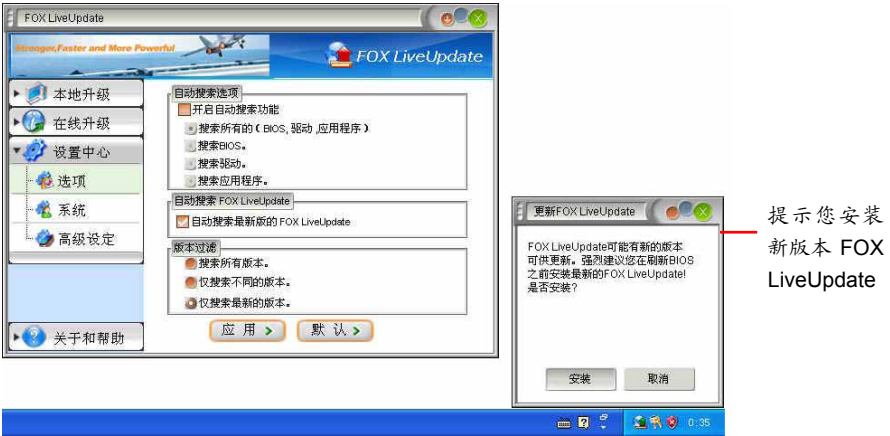 FOX LiveUpdate
Stronger,Faster and More Powerful
FOX LiveUpdate
本地升级
在线升级
设置中心
选项
系统
高级设定
关于和帮助
自动搜索选项
开启自动搜索功能
搜索所有的(BIOS,驱动,应用程序)
搜索BIOS。
搜索驱动。
搜索应用程序。
自动搜索 FOX LiveUpdate
自动搜索最新版的 FOX LiveUpdate
版本过滤
搜索所有版本。
仅搜索不同的版本。
仅搜索最新的版本。
应 用
默 认
更新FOX LiveUpdate
FOX LiveUpdate可能有新的版本
可供更新。强烈建议您在刷新BIOS
之前安装最新的FOX LiveUpdate!
是否安装?
安装
取消
提示您安装
新版本 FOX
LiveUpdate
0:35